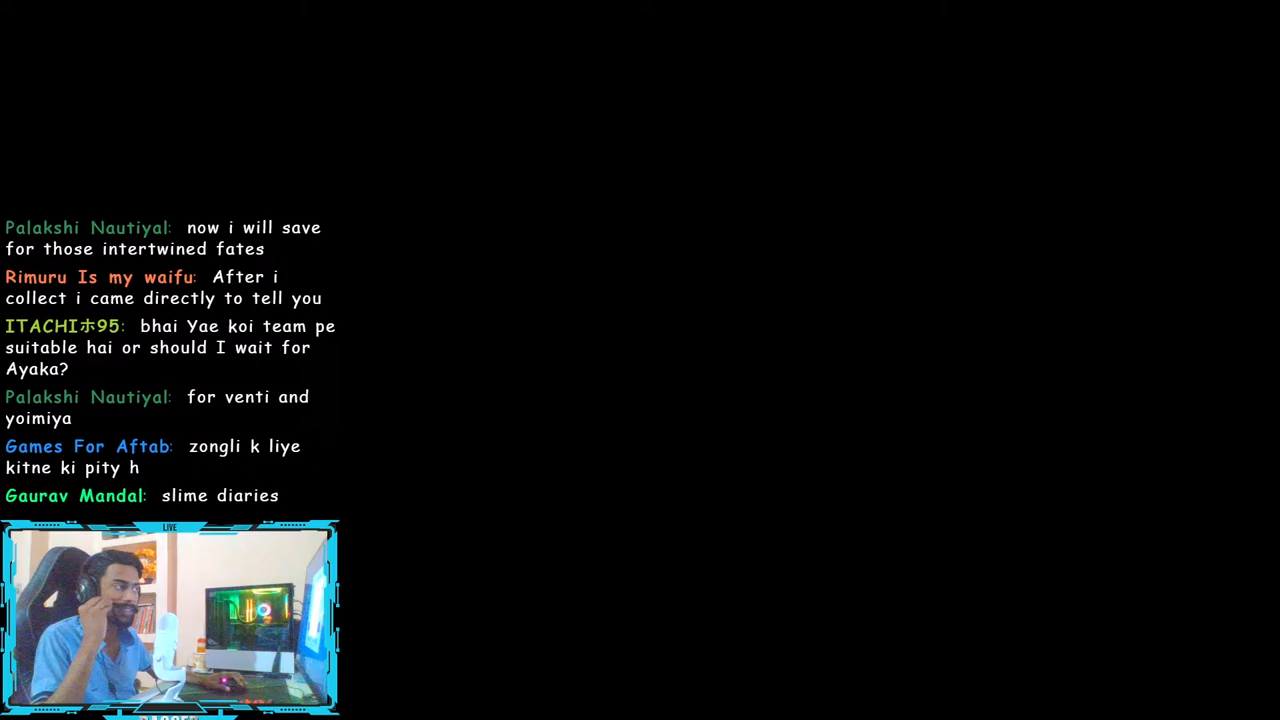 Palakshi Nautiyal: now i will save
for those intertwined fates
Rimuru Is my waifu: After i
collect i came directly to tell you
ITACHIホ95: bhai Yae koi team pe
suitable hai or should I wait for
Ayaka?
Palakshi Nautiyal: for venti and
yoimiya
Games For Aftab: zongli k liye
kitne ki pity h
Gaurav Mandal: slime diaries
LIVE